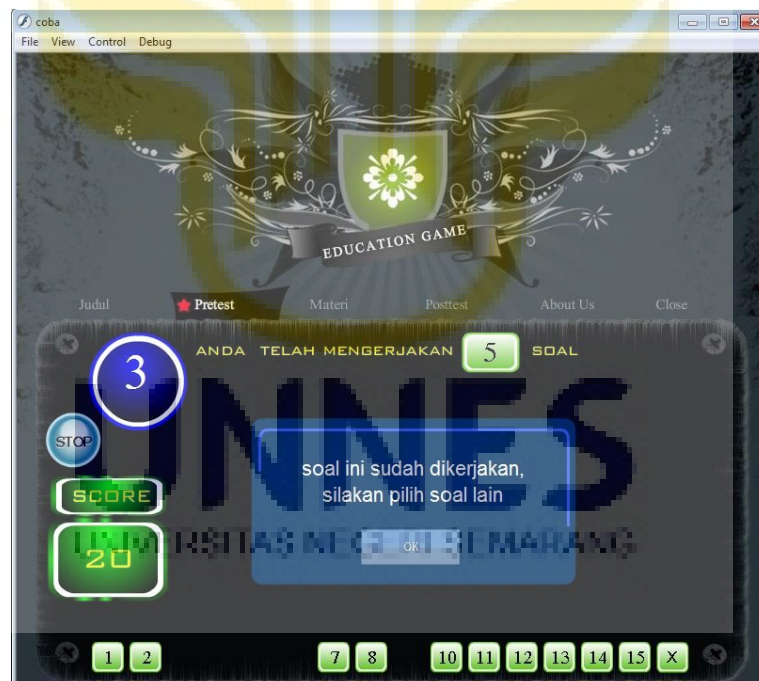 coba
File View Control Debug
EDUCATION GAME
Judul Pretest Materi Posttest About Us Close
3 ANDA TELAH MENGERJAKAN 5 SOAL
UNNES
STOP
soal ini sudah dikerjakan,
silakan pilih soal lain
SCORE
OK
UNIVERSITAS NEGERI SEMARANG
20
1 2 7 8 10 11 12 13 14 15 X